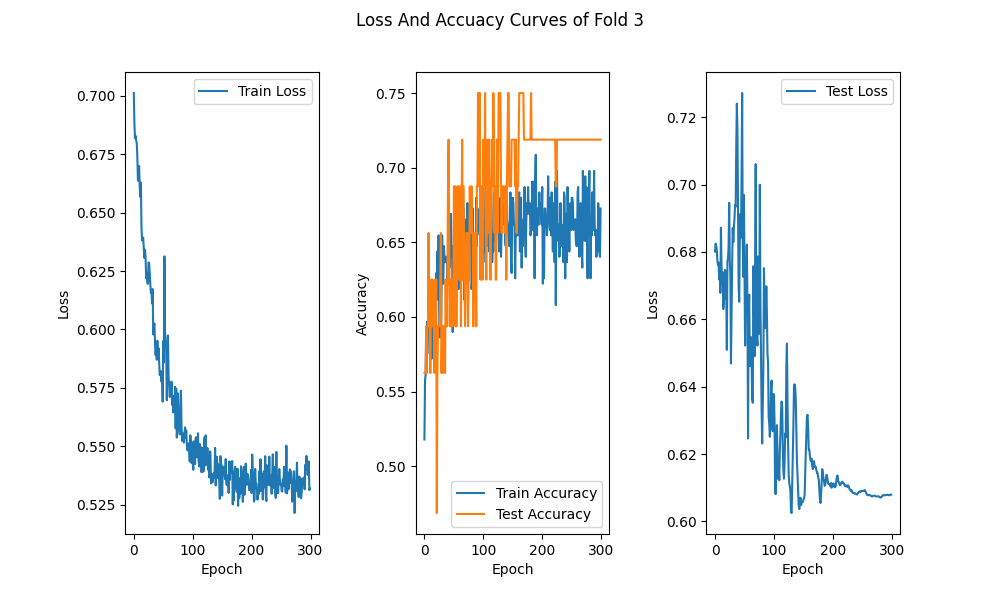 Loss And Accuacy Curves of Fold 3
Train Loss
0.700
0.675
0.650
0.625
0.600
0.575
0.550
0.525
Loss
0 100 200 300
Epoch
0.75
0.70
0.65
0.60
0.55
0.50
Accuracy
Train Accuracy
Test Accuracy
0 100 200 300
Epoch
Test Loss
0.72
0.70
0.68
0.66
0.64
0.62
0.60
Loss
0 100 200 300
Epoch